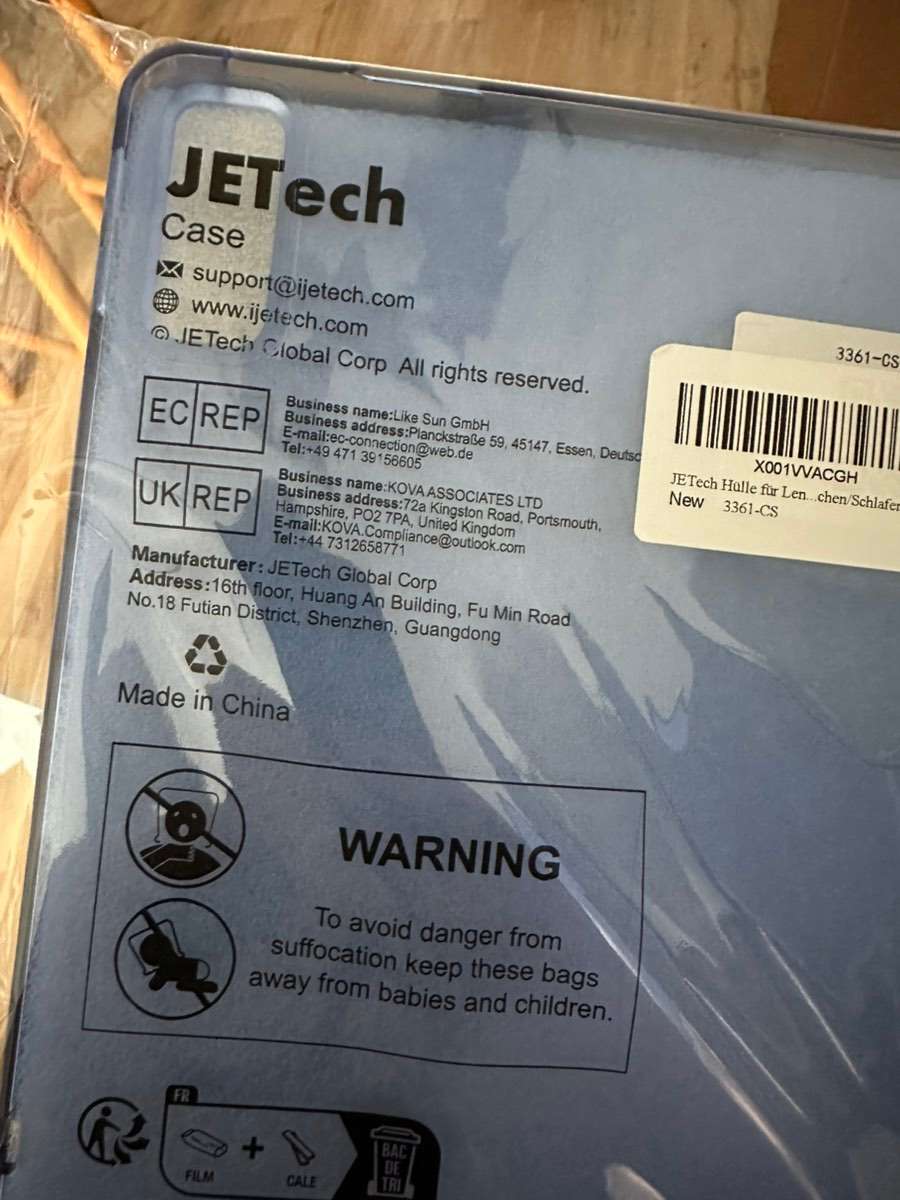 JETech
Case
support@ijetech.com
www.ijetech.com
© JETech Global Corp All rights reserved.
EC REP
Business name:Like Sun GmbH
Business address:Planckstraße 59, 45147, Essen, Deutsc
E-mail:ec-connection@web.de
Tel:+49 471 39156605
UK REP
Business name:KOVA ASSOCIATES LTD
Business address:72a Kingston Road, Portsmouth,
Hampshire, PO2 7PA, United Kingdom
E-mail:KOVA.Compliance@outlook.com
Tel:+44 7312658771
Manufacturer: JETech Global Corp
Address:16th floor, Huang An Building, Fu Min Road
No.18 Futian District, Shenzhen, Guangdong
Made in China
3361-CS
X001VVACGH
JETech Hülle für Len...chen/Schlafen
New 3361-CS
WARNING
To avoid danger from
suffocation keep these bags
away from babies and children.
FR
FILM + CALE
BAC
DE
TRI